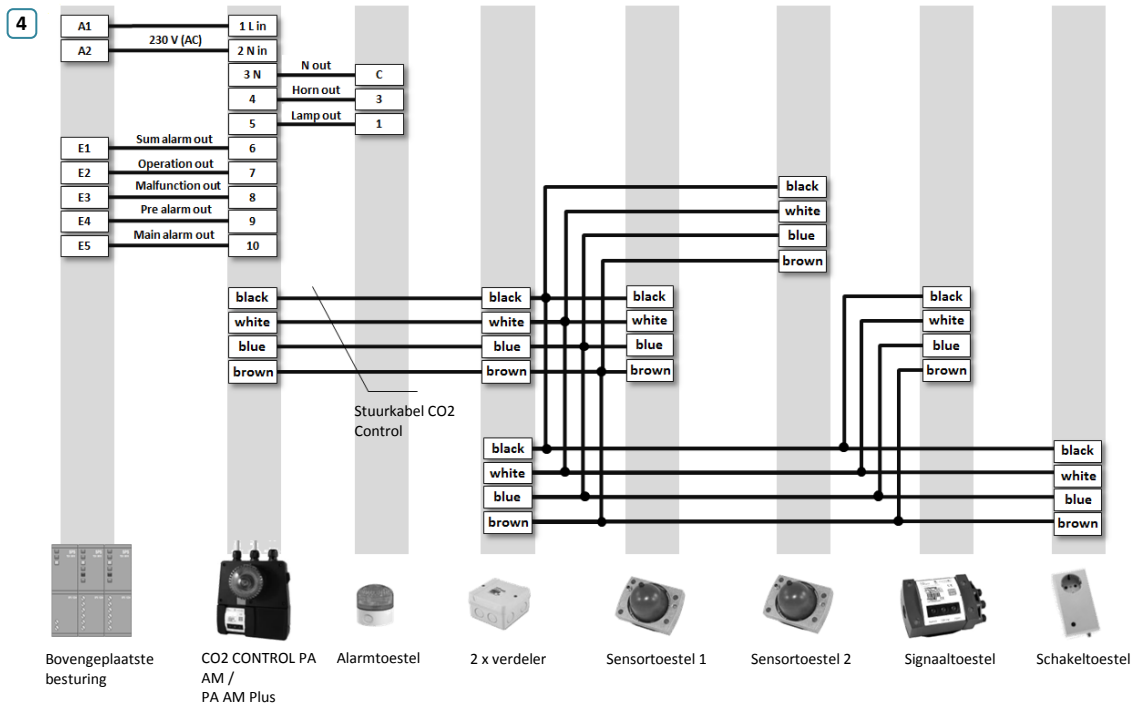 4
A1
230 V (AC)
1 L in
A2
2 N in
3 N
N out
C
4
Horn out
3
5
Lamp out
1
E1
Sum alarm out
6
E2
Operation out
7
E3
Malfunction out
8
E4
Pre alarm out
9
E5
Main alarm out
10
black
white
blue
brown
black
black
black
black
white
white
white
white
blue
blue
blue
blue
brown
brown
brown
brown
Stuurkabel CO2
Control
black
black
white
white
blue
blue
brown
brown
Bovengeplaatste
besturing
CO2 CONTROL PA
AM /
PA AM Plus
Alarmtoestel
2 x verdeler
Sensortoestel 1
Sensortoestel 2
Signaaltoestel
Schakeltoestel